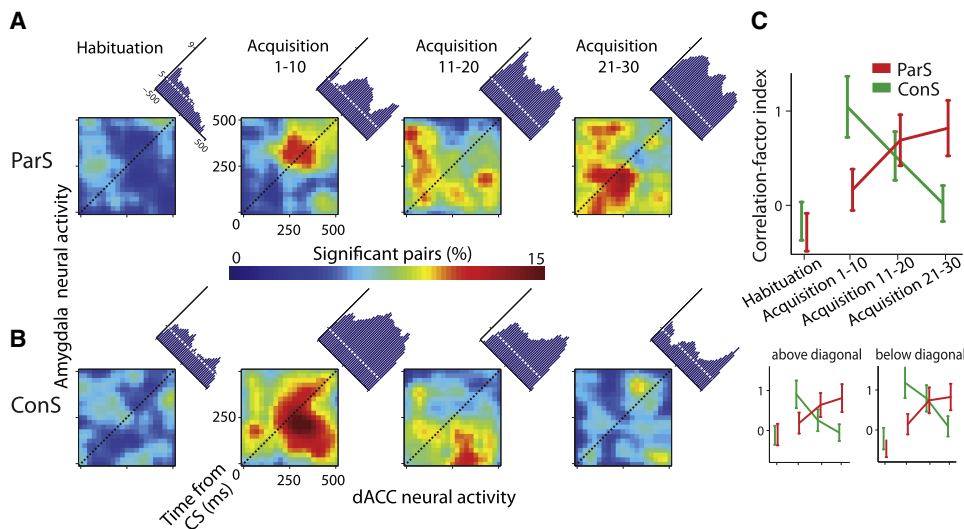 A
Habituation
Acquisition
1-10
Acquisition
11-20
Acquisition
21-30
-500
500
ParS
500
250
0
250
500
Amygdala neural activity
Significant pairs (%)
0
15
B
ConS
250
0
0
250
500
Time from
CS (ms)
dACC neural activity
C
ParS
ConS
Correlation-factor index
1
0
Habituation
Acquisition 1-10
Acquisition 11-20
Acquisition 21-30
above diagonal
below diagonal
1
0
1
0